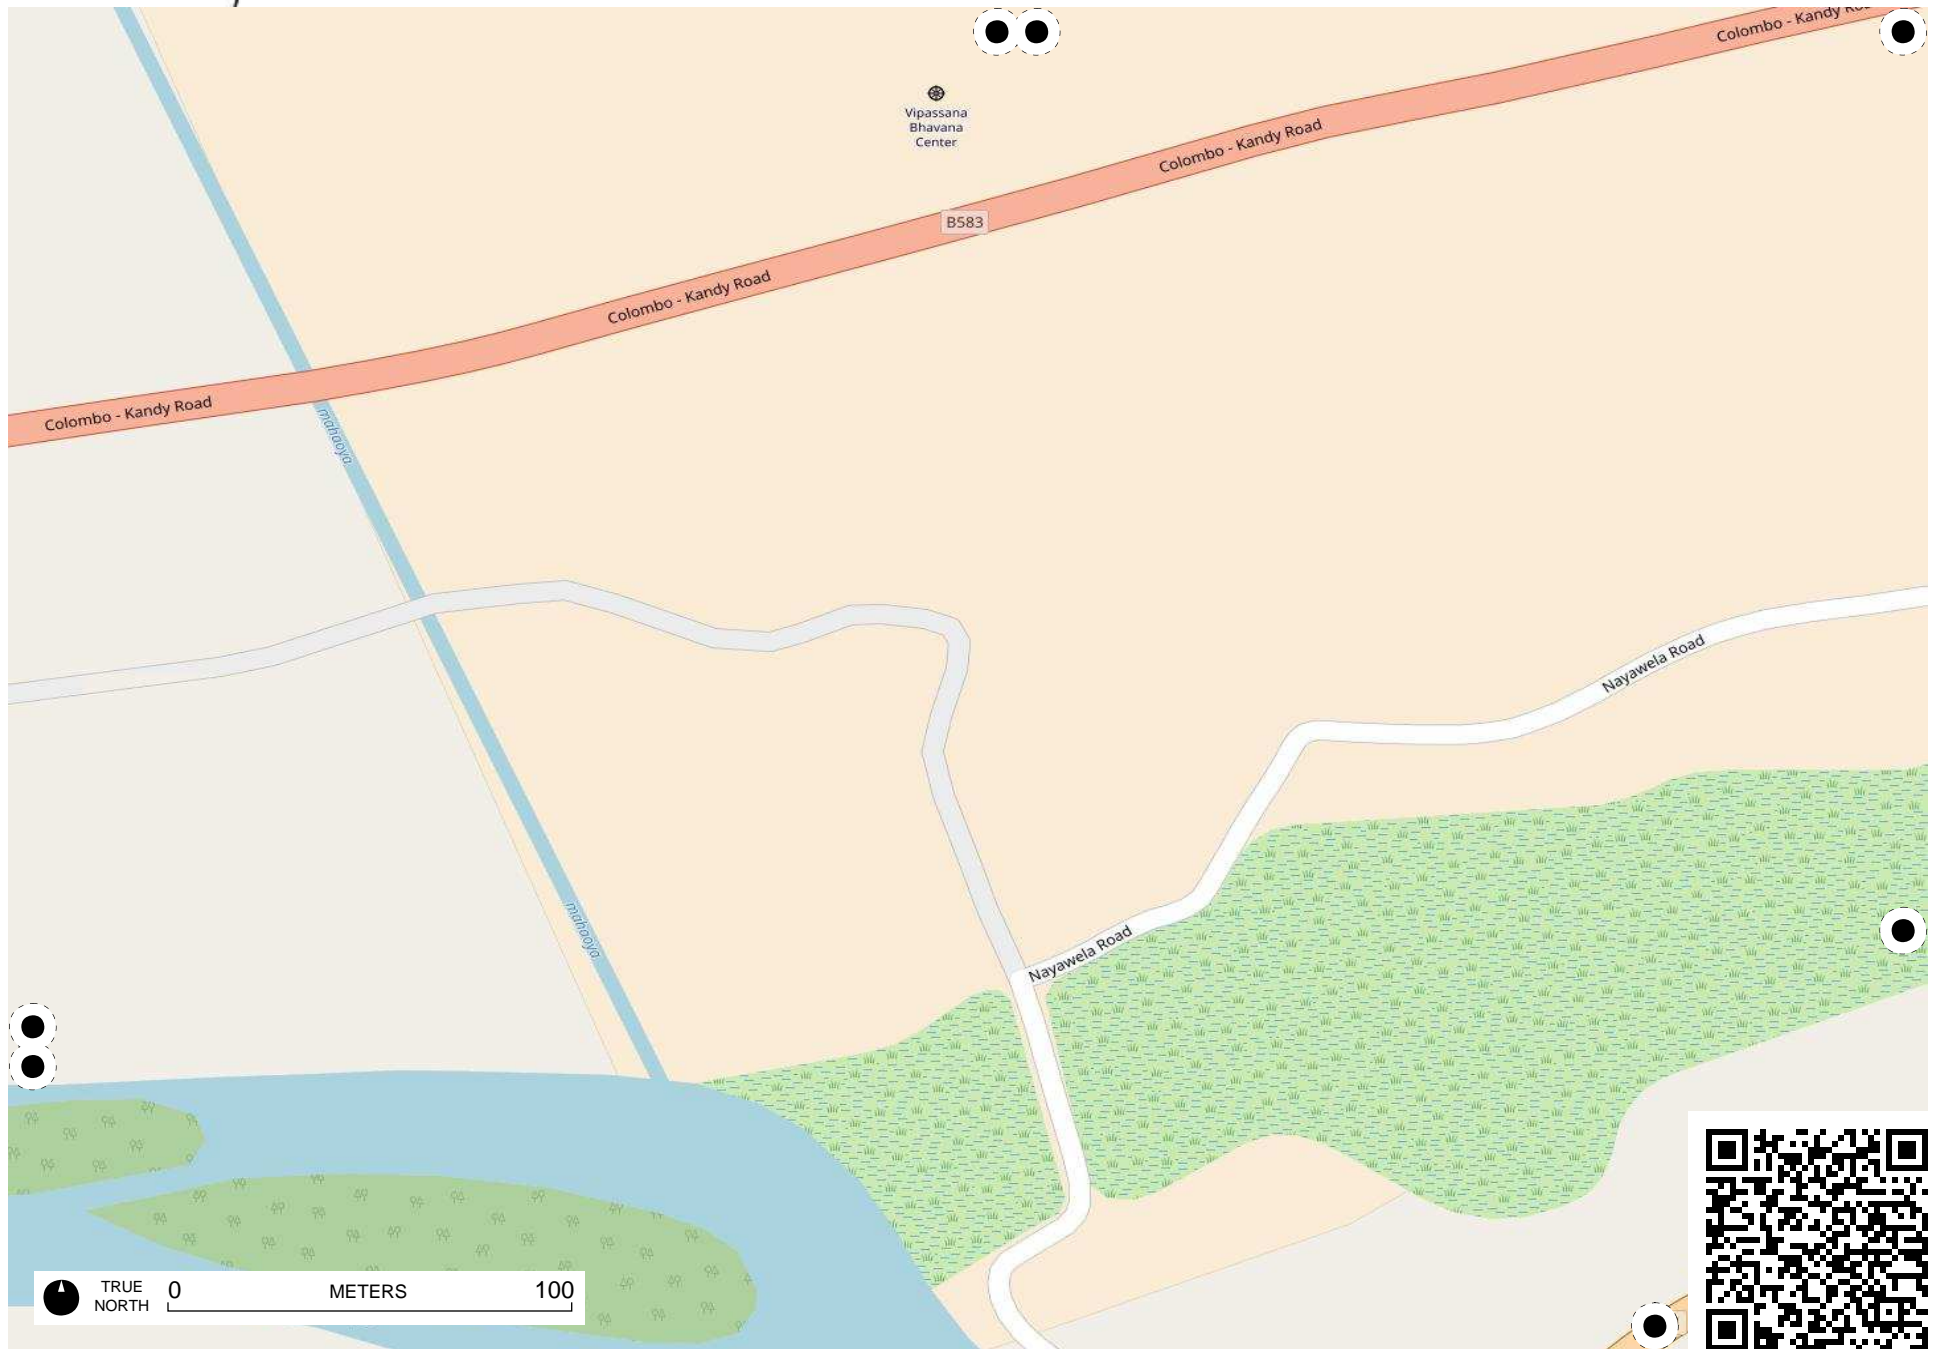 Colombo - Kandy
Vipassana
Bhavana
Center
Colombo - Kandy Road
B583
Colombo - Kandy Road
Colombo - Kandy Road
mahaoya
Nayawela Road
mahaoya
Nayawela Road
TRUE
NORTH
0 METERS 100